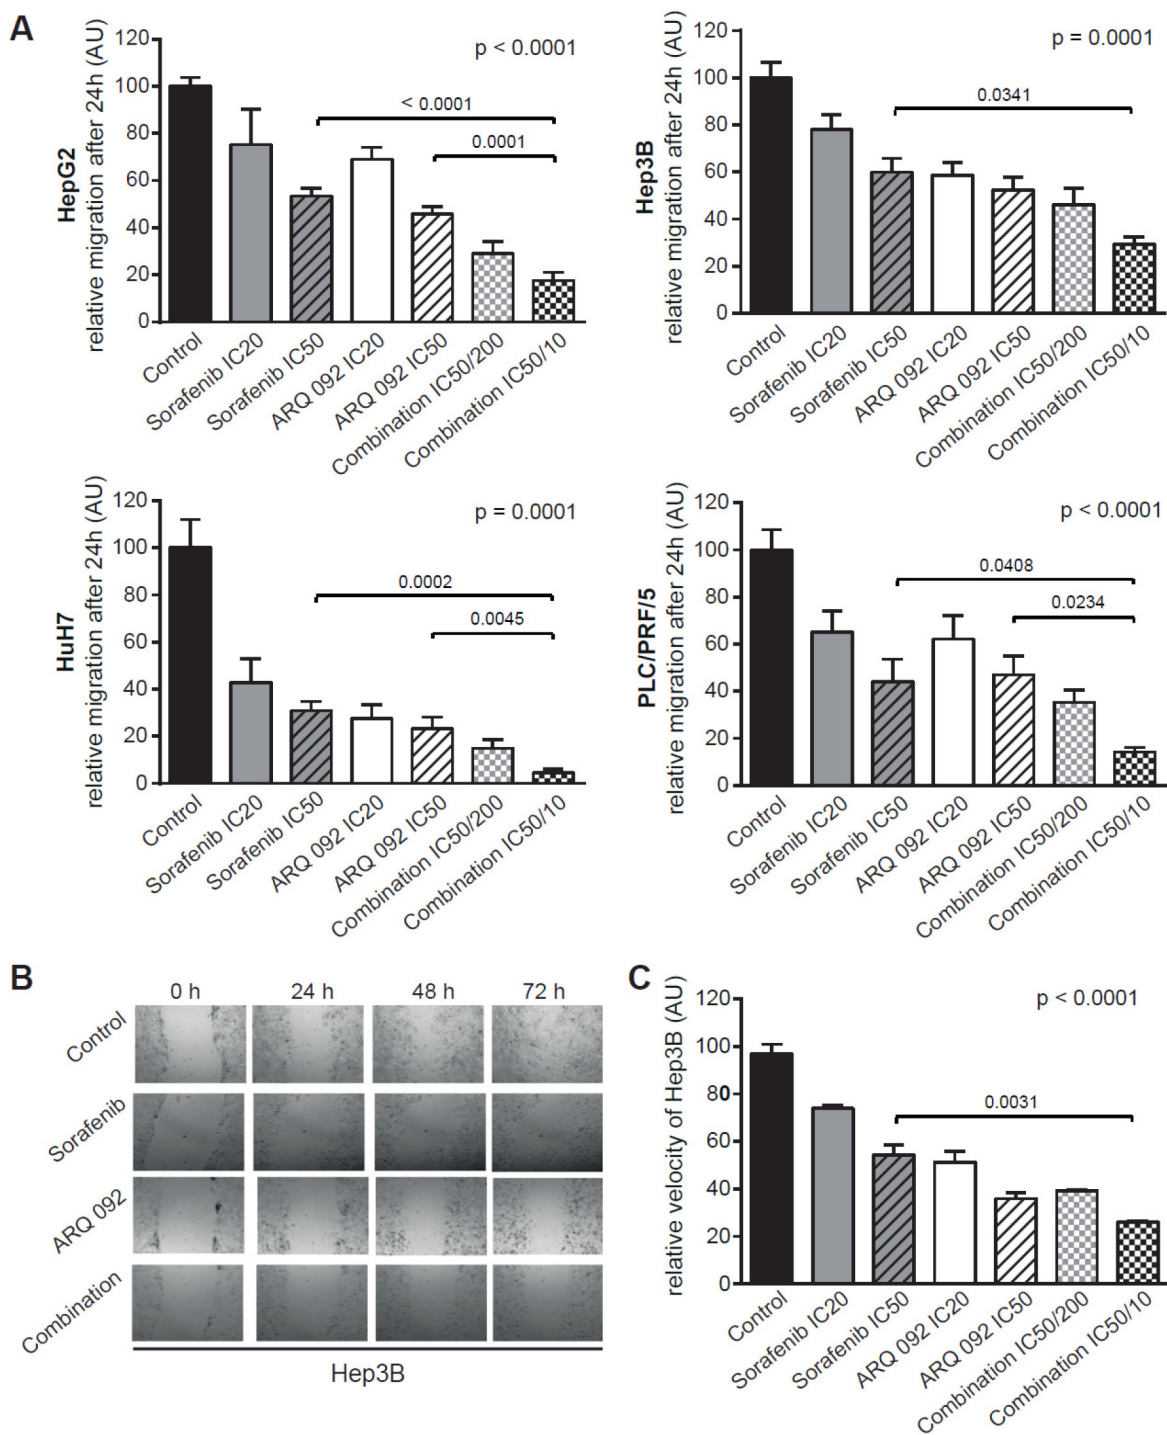 A
HepG2
relative migration after 24h (AU)
120
100
80
60
40
20
0
p < 0.0001
< 0.0001
0.0001
Control
Sorafenib IC20
Sorafenib IC50
ARQ 092 IC20
ARQ 092 IC50
Combination IC50/200
Combination IC50/10
Hep3B
relative migration after 24h (AU)
120
100
80
60
40
20
0
p = 0.0001
0.0341
Control
Sorafenib IC20
Sorafenib IC50
ARQ 092 IC20
ARQ 092 IC50
Combination IC50/200
Combination IC50/10
HuH7
relative migration after 24h (AU)
120
100
80
60
40
20
0
p = 0.0001
0.0002
0.0045
Control
Sorafenib IC20
Sorafenib IC50
ARQ 092 IC20
ARQ 092 IC50
Combination IC50/200
Combination IC50/10
PLC/PRF/5
relative migration after 24h (AU)
120
100
80
60
40
20
0
p < 0.0001
0.0408
0.0234
Control
Sorafenib IC20
Sorafenib IC50
ARQ 092 IC20
ARQ 092 IC50
Combination IC50/200
Combination IC50/10
B
0 h 24 h 48 h 72 h
Control
Sorafenib
ARQ 092
Combination
Hep3B
C
relative velocity of Hep3B (AU)
120
100
80
60
40
20
0
p < 0.0001
0.0031
Control
Sorafenib IC20
Sorafenib IC50
ARQ 092 IC20
ARQ 092 IC50
Combination IC50/200
Combination IC50/10